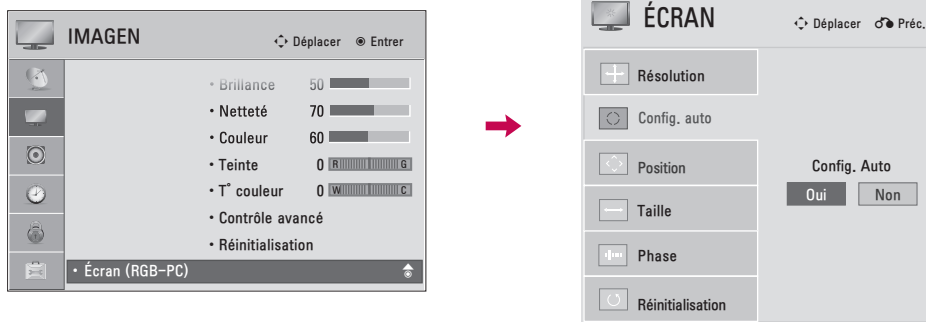 IMAGEN
Déplacer Entrer
• Brillance 50
• Netteté 70
• Couleur 60
• Teinte 0 R G
• T° couleur 0 W C
• Contrôle avancé
• Réinitialisation
• Écran (RGB-PC)
ÉCRAN
Déplacer Préc.
Résolution
Config. auto
Position
Taille
Phase
Réinitialisation
Config. Auto
Oui Non